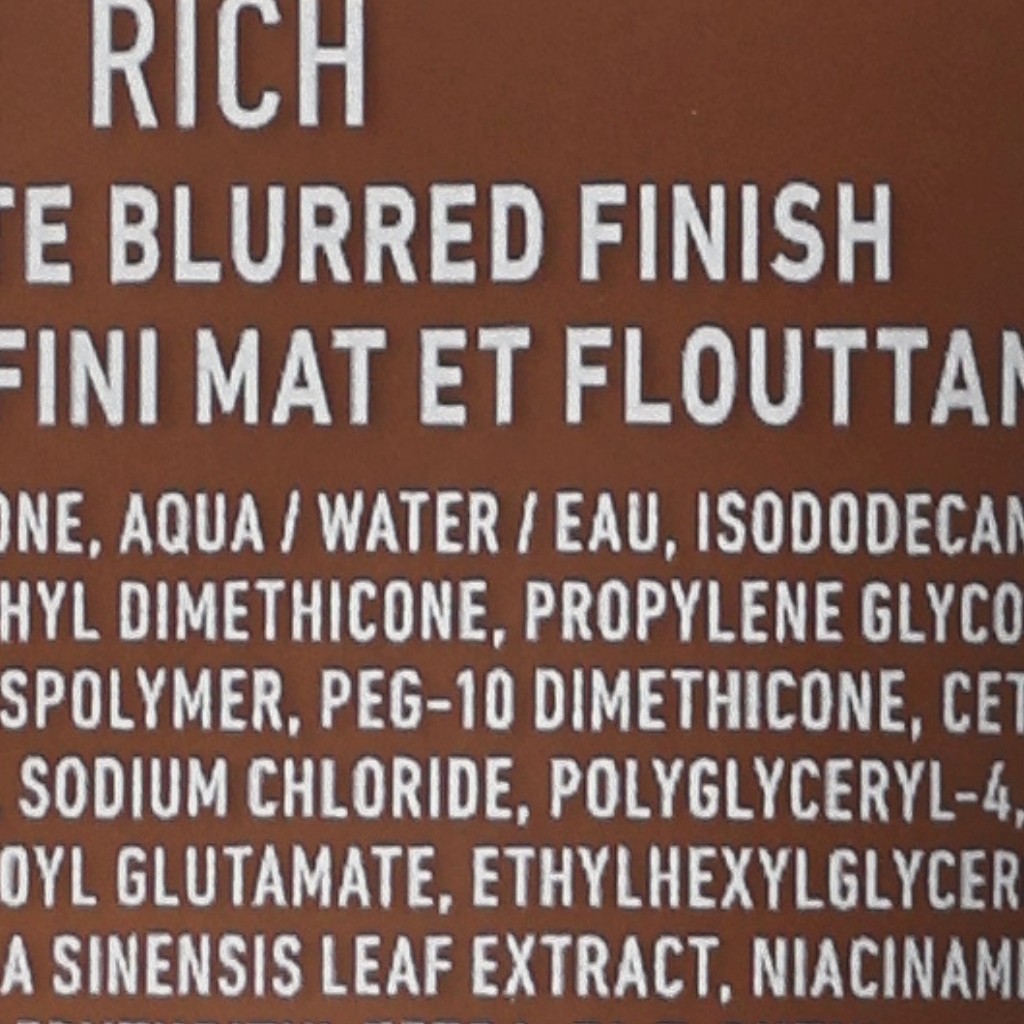 RICH
TE BLURRED FINISH
FINI MAT ET FLOUTTAN
ONE, AQUA / WATER / EAU, ISODODECAN
HYL DIMETHICONE, PROPYLENE GLYCO
SPOLYMER, PEG-10 DIMETHICONE, CET
SODIUM CHLORIDE, POLYGLYCERYL-4,
OYL GLUTAMATE, ETHYLHEXYLGLYCER
A SINENSIS LEAF EXTRACT, NIACINAMI